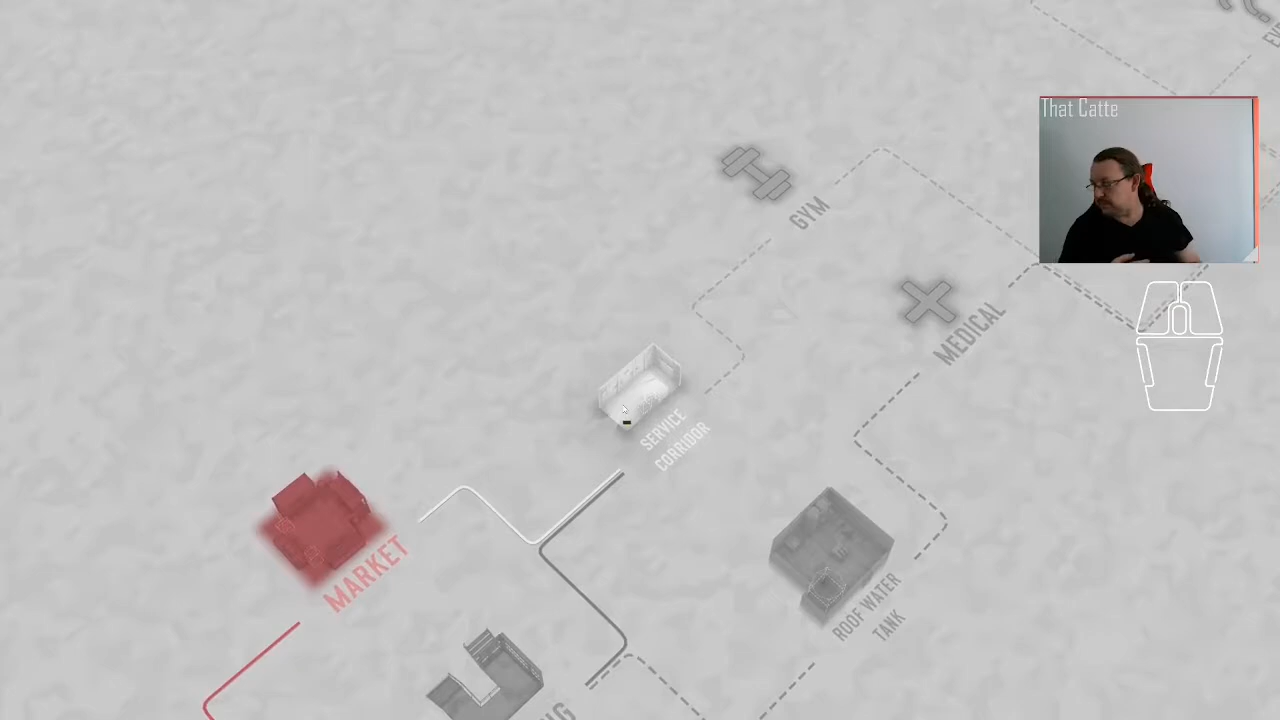 That Catte
GYM
MEDICAL
SERVICE
CORRIDOR
MARKET
ROOF WATER
TANK